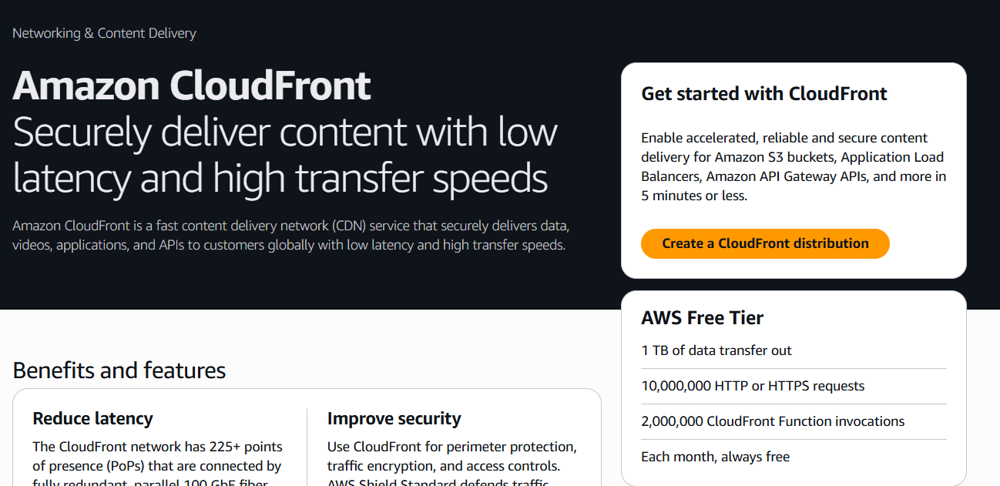 Networking & Content Delivery
Amazon CloudFront
Securely deliver content with low
latency and high transfer speeds
Amazon CloudFront is a fast content delivery network (CDN) service that securely delivers data,
videos, applications, and APIs to customers globally with low latency and high transfer speeds.
Get started with CloudFront
Enable accelerated, reliable and secure content
delivery for Amazon S3 buckets, Application Load
Balancers, Amazon API Gateway APIs, and more in
5 minutes or less.
Create a CloudFront distribution
AWS Free Tier
1 TB of data transfer out
10,000,000 HTTP or HTTPS requests
2,000,000 CloudFront Function invocations
Each month, always free
Benefits and features
Reduce latency
The CloudFront network has 225+ points
of presence (PoPs) that are connected by
fully redundant, parallel 100 GbE fiber
Improve security
Use CloudFront for perimeter protection,
traffic encryption, and access controls.
AWS Shield Standard defends traffic